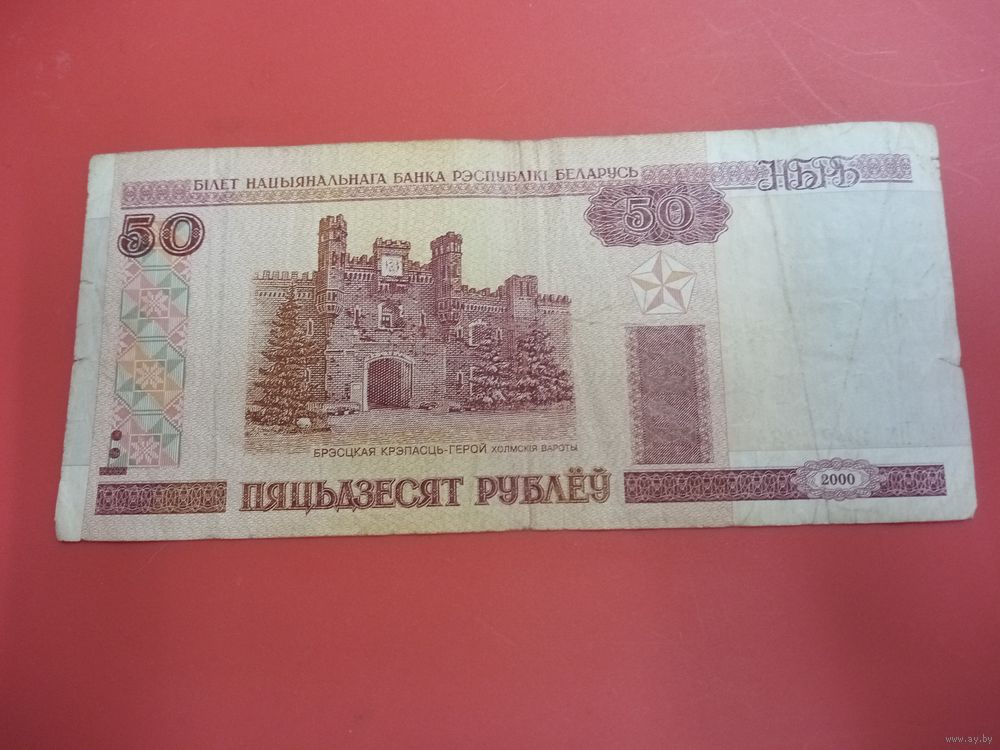 БІЛЕТ НАЦЫЯНАЛЬНАГА БАНКА РЭСПУБЛІКІ БЕЛАРУСЬ
НБРБ
50
50
БРЭСЦКАЯ КРЭПАСЦЬ-ГЕРОЙ ХОЛМСКІЯ ВАРОТЫ
ПЯЦЬДЗЕСЯТ РУБЛЁЎ
2000
www.ay.by